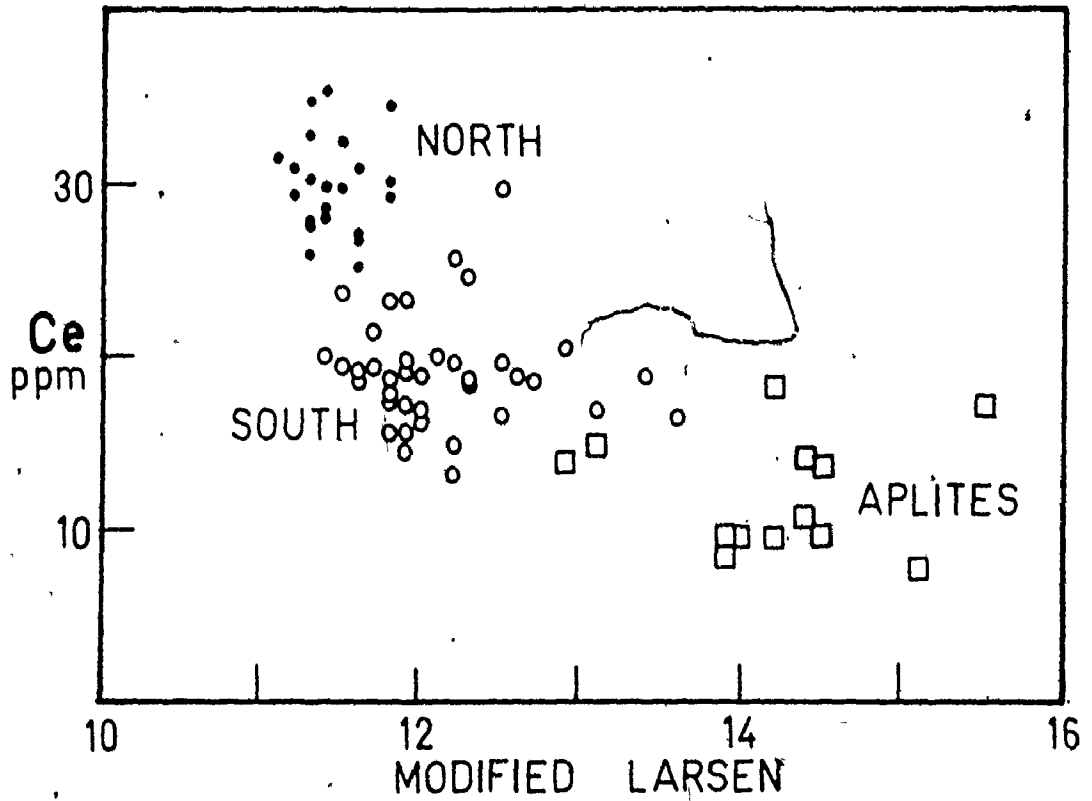 NORTH
30
Ce
ppm
SOUTH
APLITES
10
10 12 14 16
MODIFIED LARSEN